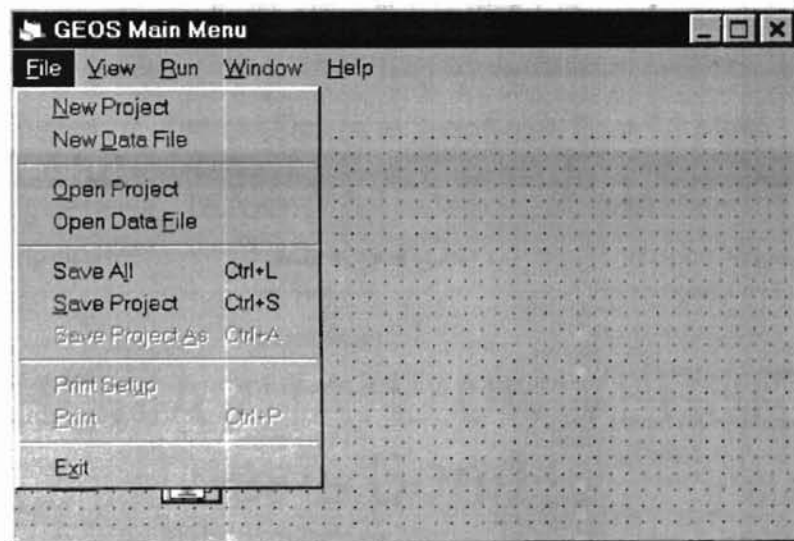 GEOS Main Menu
File View Run Window Help
New Project
New Data File
Open Project
Open Data File
Save All Ctrl+L
Save Project Ctrl+S
Save Project As Ctrl+A
Print Setup
Print Ctrl+P
Exit